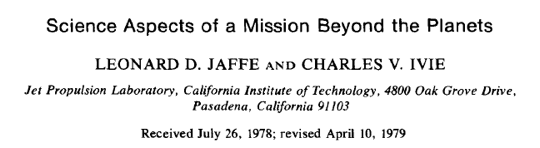 Science Aspects of a Mission Beyond the Planets
LEONARD D. JAFFE AND CHARLES V. IVIE
Jet Propulsion Laboratory, California Institute of Technology, 4800 Oak Grove Drive,
Pasadena, California 91103
Received July 26, 1978; revised April 10, 1979